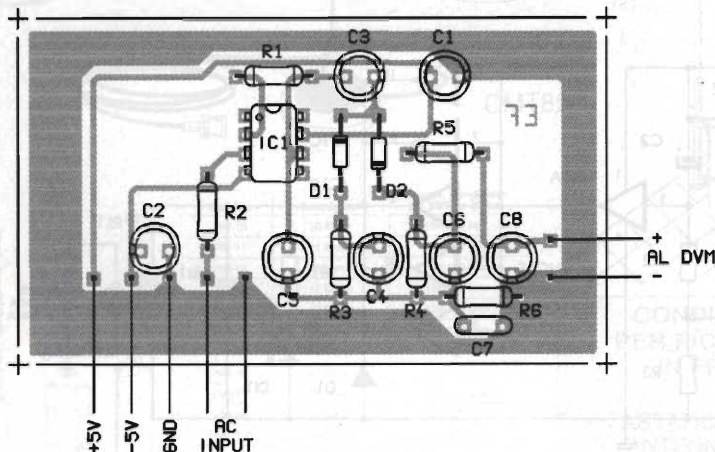 C3
C1
R1
IC1
R5
D1
D2
R2
C2
C6
C8
+
AL DVM
-
C5
R3
C4
R4
R6
C7
+5V
-5V
GND
AC
INPUT